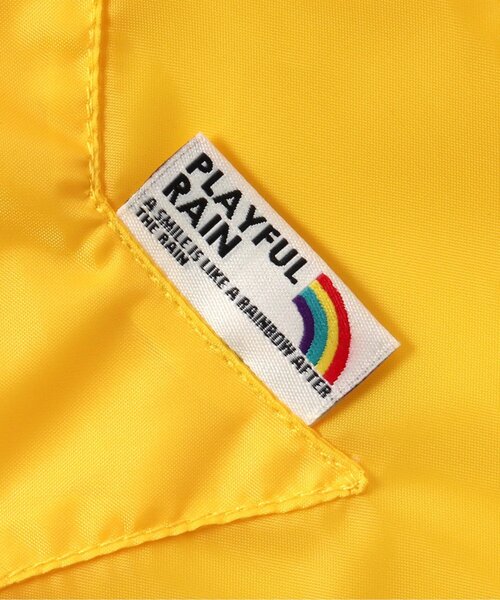 PLAYFUL
RAIN
A SMILE IS LIKE A RAINBOW AFTER
THE RAIN